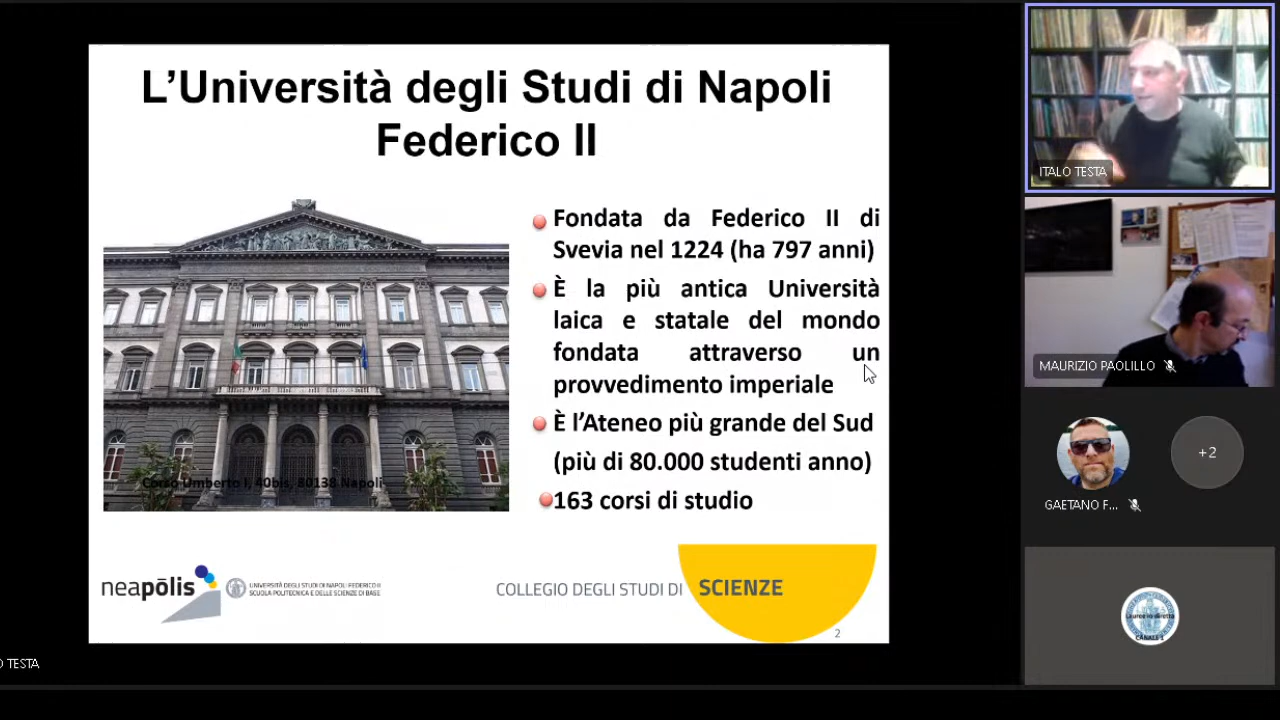 L’Università degli Studi di Napoli
Federico II
Fondata da Federico II di
Svevia nel 1224 (ha 797 anni)
È la più antica Università
laica e statale del mondo
fondata attraverso un
provvedimento imperiale
È l’Ateneo più grande del Sud
(più di 80.000 studenti anno)
163 corsi di studio
Corso Umberto I, 40bis, 80138 Napoli
neapōlis
UNIVERSITÀ DEGLI STUDI DI NAPOLI FEDERICO II
SCUOLA POLITECNICA E DELLE SCIENZE DI BASE
COLLEGIO DEGLI STUDI DI SCIENZE
2
O TESTA
ITALO TESTA
MAURIZIO PAOLILLO
GAETANO F...
+2
CANALE 1